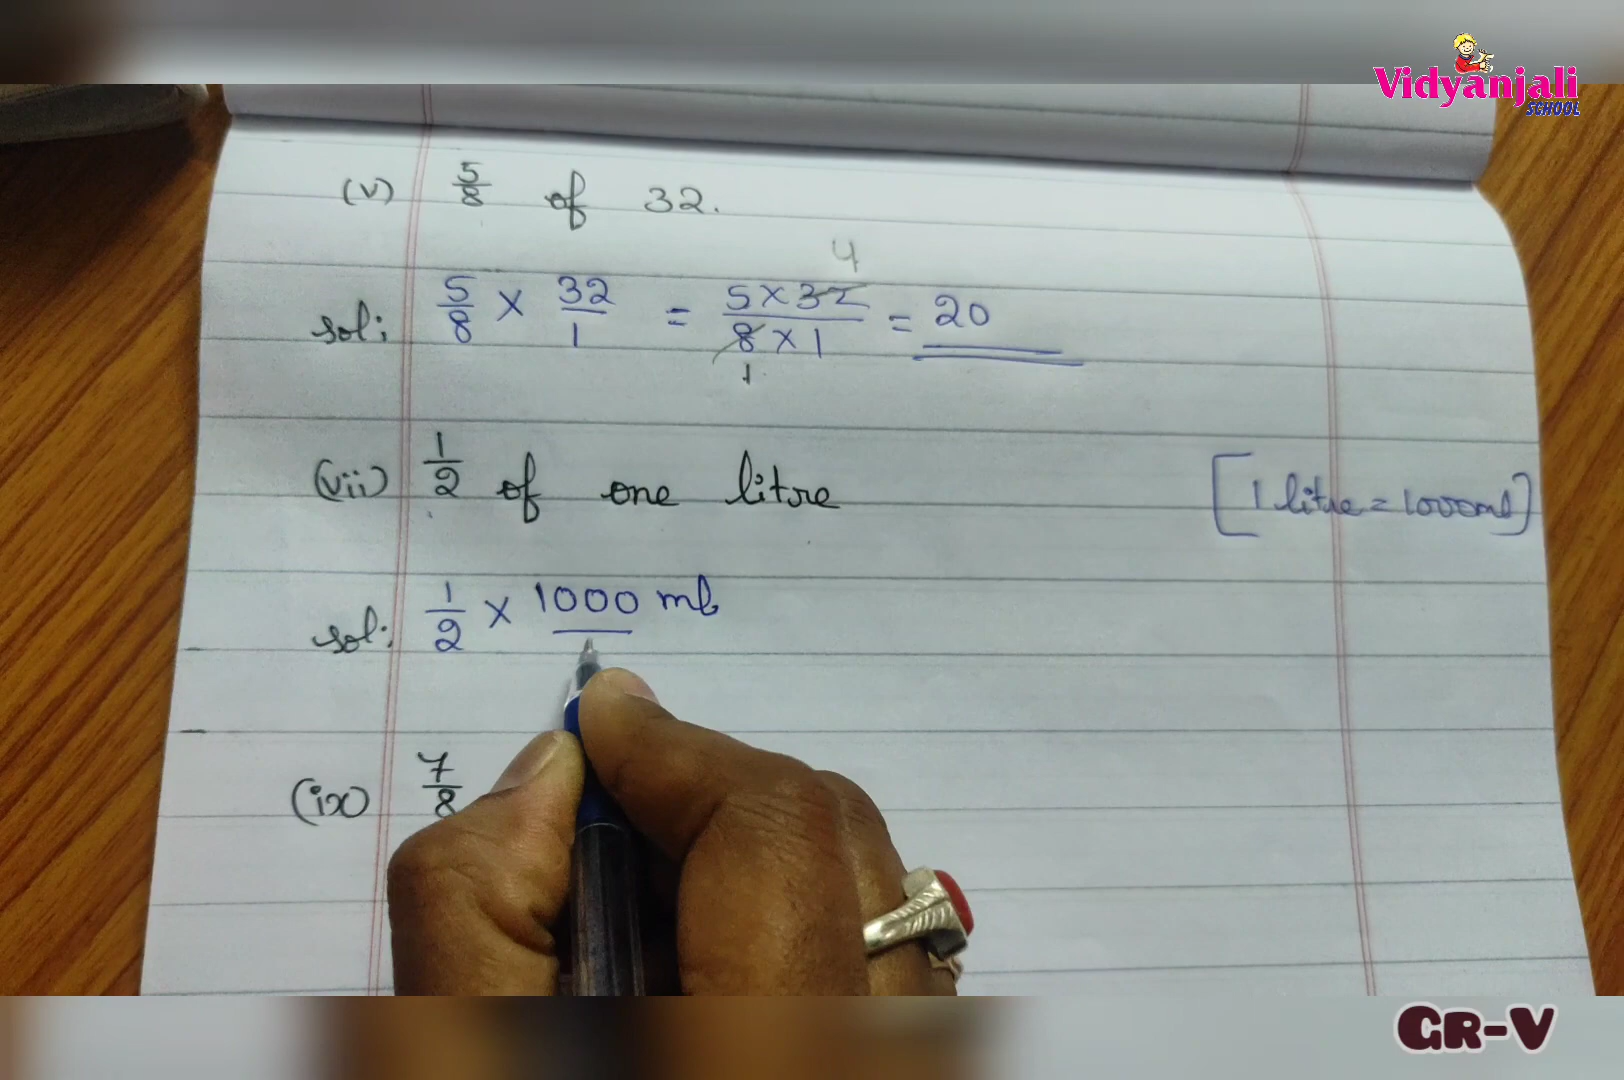 Vidyanjali
SCHOOL
(v) 5/8 of 32.
sol: 5/8 × 32/1 = 5×32/8×1 = 20
4
1
(vii) 1/2 of one litre [1 litre = 1000ml]
sol: 1/2 × 1000 ml
(ix) 7/8
GR-V